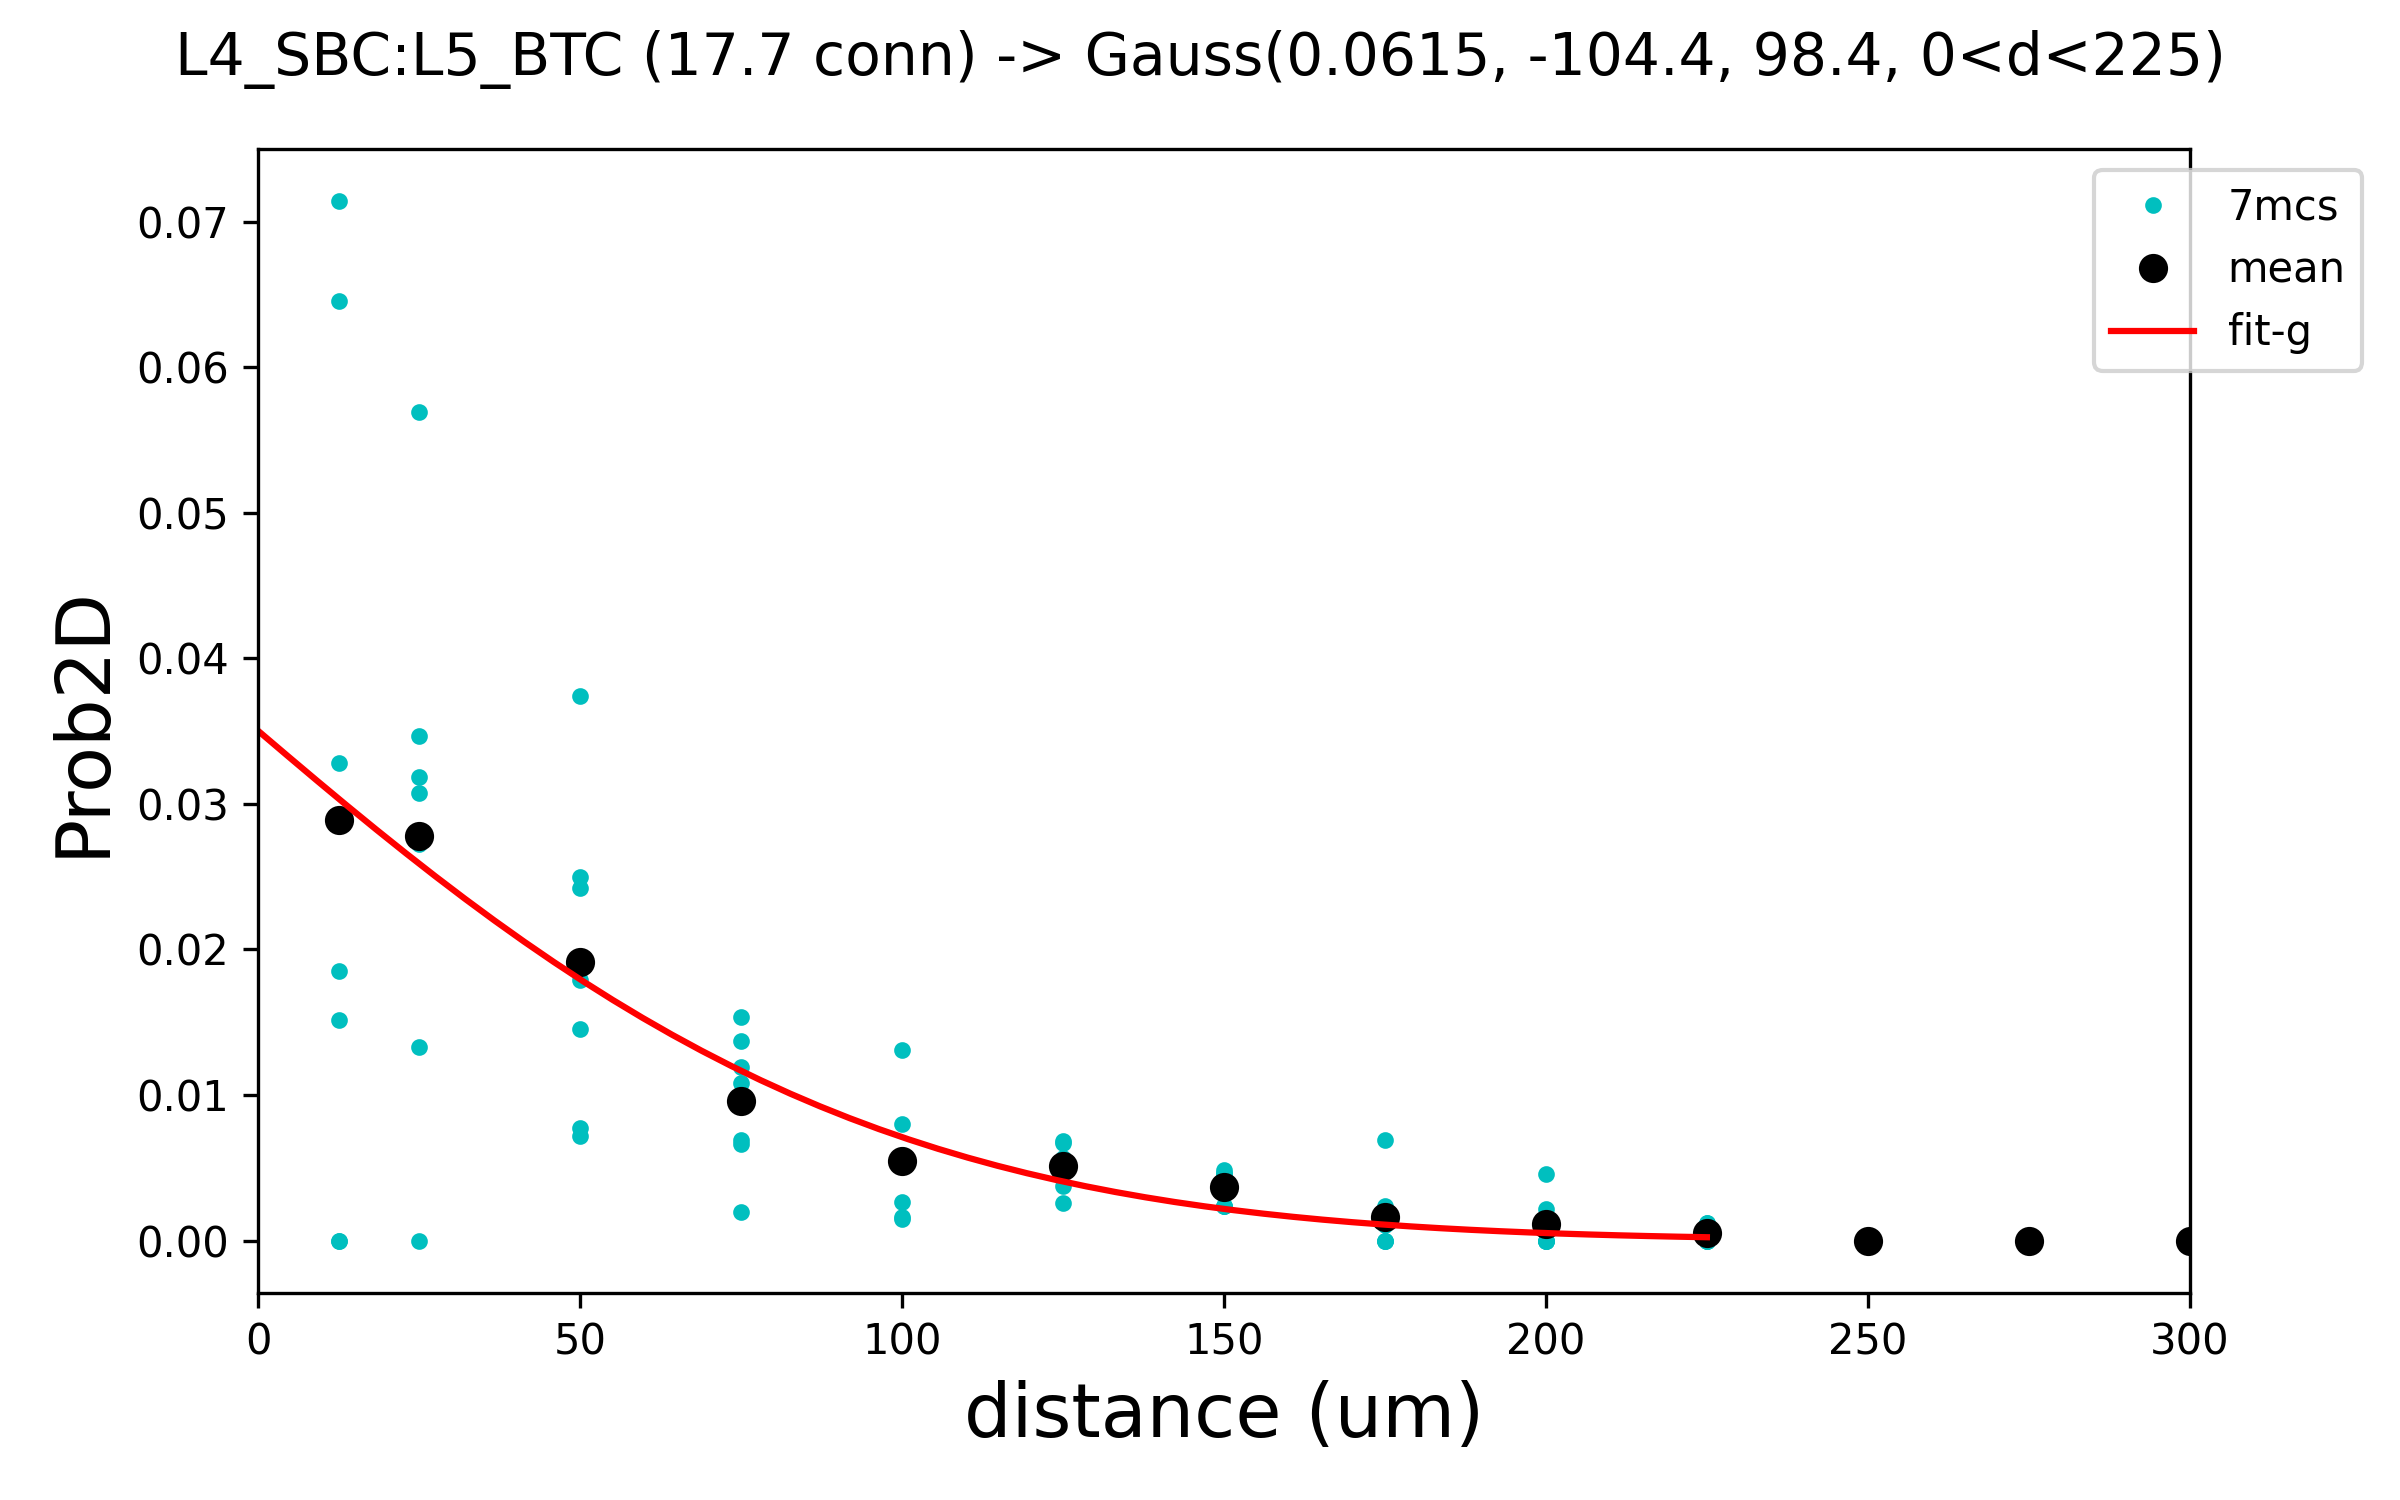 L4_SBC:L5_BTC (17.7 conn) -> Gauss(0.0615, -104.4, 98.4, 0<d<225)
7mcs
mean
fit-g
Prob2D
0.07
0.06
0.05
0.04
0.03
0.02
0.01
0.00
0 50 100 150 200 250 300
distance (um)